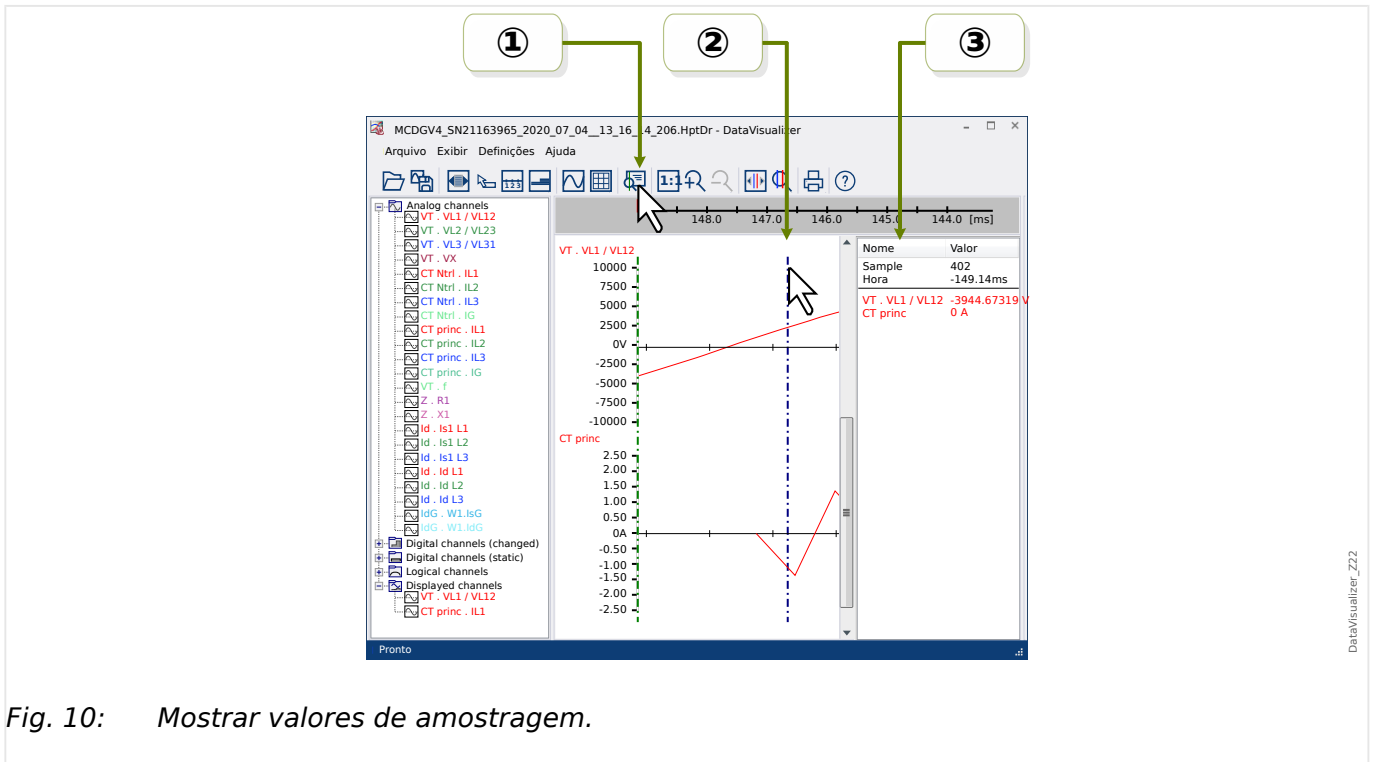 ① ② ③
MCDGV4_SN21163965_2020_07_04__13_16_14_206.HptDr - DataVisualizer
Arquivo Exibir Definições Ajuda
1:1
123
?
Analog channels
VT . VL1 / VL12
VT . VL2 / VL23
VT . VL3 / VL31
VT . VX
CT Ntrl . IL1
CT Ntrl . IL2
CT Ntrl . IL3
CT Ntrl . IG
CT princ . IL1
CT princ . IL2
CT princ . IL3
CT princ . IG
VT . f
Z . R1
Z . X1
Id . Is1 L1
Id . Is1 L2
Id . Is1 L3
Id . Id L1
Id . Id L2
Id . Id L3
IdG . W1.IsG
IdG . W1.IdG
Digital channels (changed)
Digital channels (static)
Logical channels
Displayed channels
VT . VL1 / VL12
CT princ . IL1
148.0 147.0 146.0 145.0 144.0 [ms]
VT . VL1 / VL12
10000
7500
5000
2500
0V
-2500
-5000
-7500
-10000
CT princ
2.50
2.00
1.50
1.00
0.50
0A
-0.50
-1.00
-1.50
-2.00
-2.50
Nome Valor
Sample 402
Hora -149.14ms
VT . VL1 / VL12 -3944.67319 V
CT princ 0 A
Pronto
DataVisualizer_Z22
Fig. 10: Mostrar valores de amostragem.